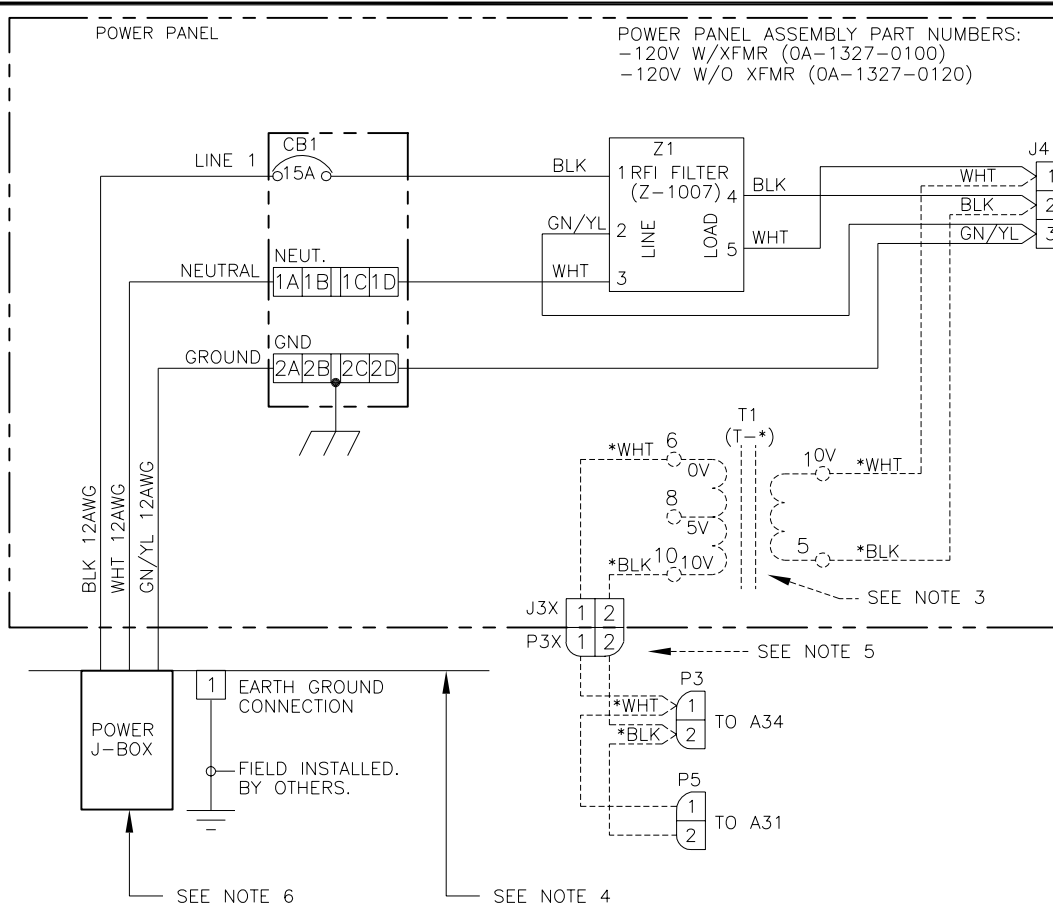 POWER PANEL
POWER PANEL ASSEMBLY PART NUMBERS:
-120V W/XFMR (0A-1327-0100)
-120V W/O XFMR (0A-1327-0120)
CB1
LINE 1
15A
BLK
Z1
1 RFI FILTER
(Z-1007) 4
BLK
J4
WHT
1
BLK
2
GN/YL
3
GN/YL
2
LINE
LOAD
5
WHT
NEUT.
NEUTRAL
1A 1B 1C 1D
WHT
3
GND
GROUND
2A 2B 2C 2D
T1
(T-*)
*WHT
6
0V
8
5V
*BLK
10
10V
1
0V
*WHT
5
*BLK
SEE NOTE 3
BLK 12AWG
WHT 12AWG
GN/YL 12AWG
J3X
1 2
P3X
1 2
SEE NOTE 5
POWER
J-BOX
1
EARTH GROUND
CONNECTION
FIELD INSTALLED.
BY OTHERS.
P3
*WHT
1
TO A34
*BLK
2
P5
1
TO A31
2
SEE NOTE 6
SEE NOTE 4